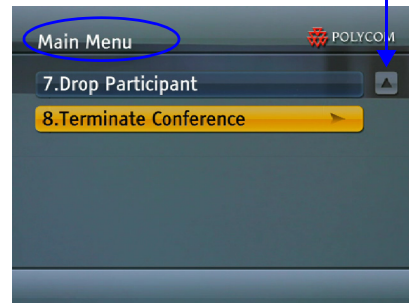 Main Menu
POLYCOM
7.Drop Participant
8.Terminate Conference